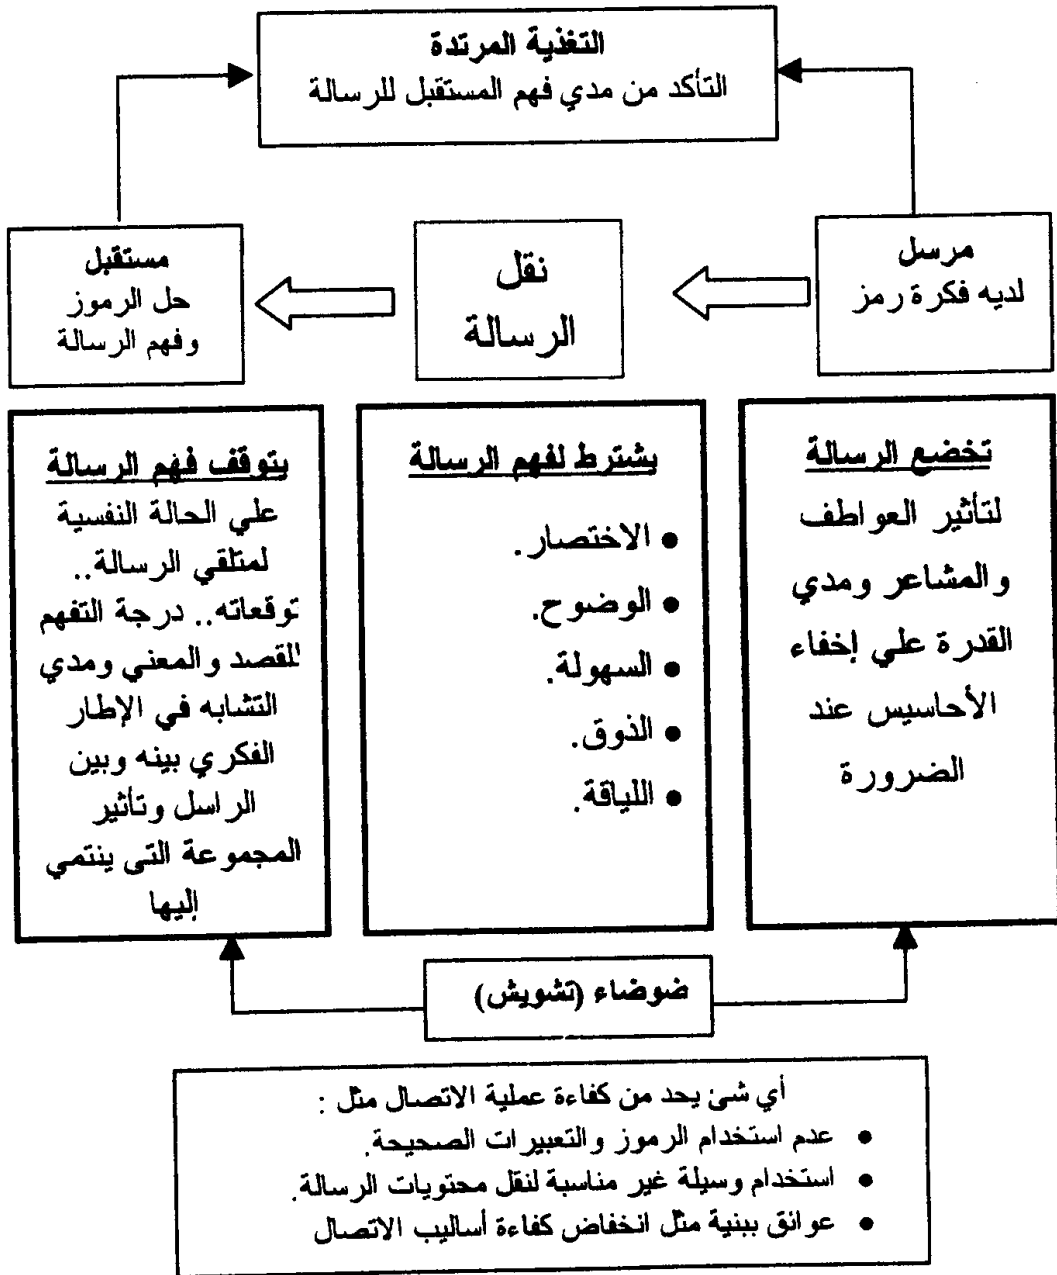 التغذية المرتدة
التأكد من مدي فهم المستقبل للرسالة
مرسل
لديه فكرة رمز
نقل
الرسالة
مستقبل
حل الرموز
وفهم الرسالة
تخضع الرسالة
لتأثير العواطف
والمشاعر ومدي
القدرة علي إخفاء
الأحاسيس عند
الضرورة
يشترط لفهم الرسالة
• الاختصار.
• الوضوح.
• السهولة.
• الذوق.
• اللياقة.
يتوقف فهم الرسالة
علي الحالة النفسية
لمتلقي الرسالة..
توقعاته.. درجة التفهم
للمقصد والمعني ومدي
التشابه في الإطار
الفكري بينه وبين
الراسل وتأثير
المجموعة التي ينتمي
إليها
ضوضاء (تشويش)
أي شئ يحد من كفاءة عملية الاتصال مثل :
• عدم استخدام الرموز والتعبيرات الصحيحة.
• استخدام وسيلة غير مناسبة لنقل محتويات الرسالة.
• عوائق بيئية مثل انخفاض كفاءة أساليب الاتصال